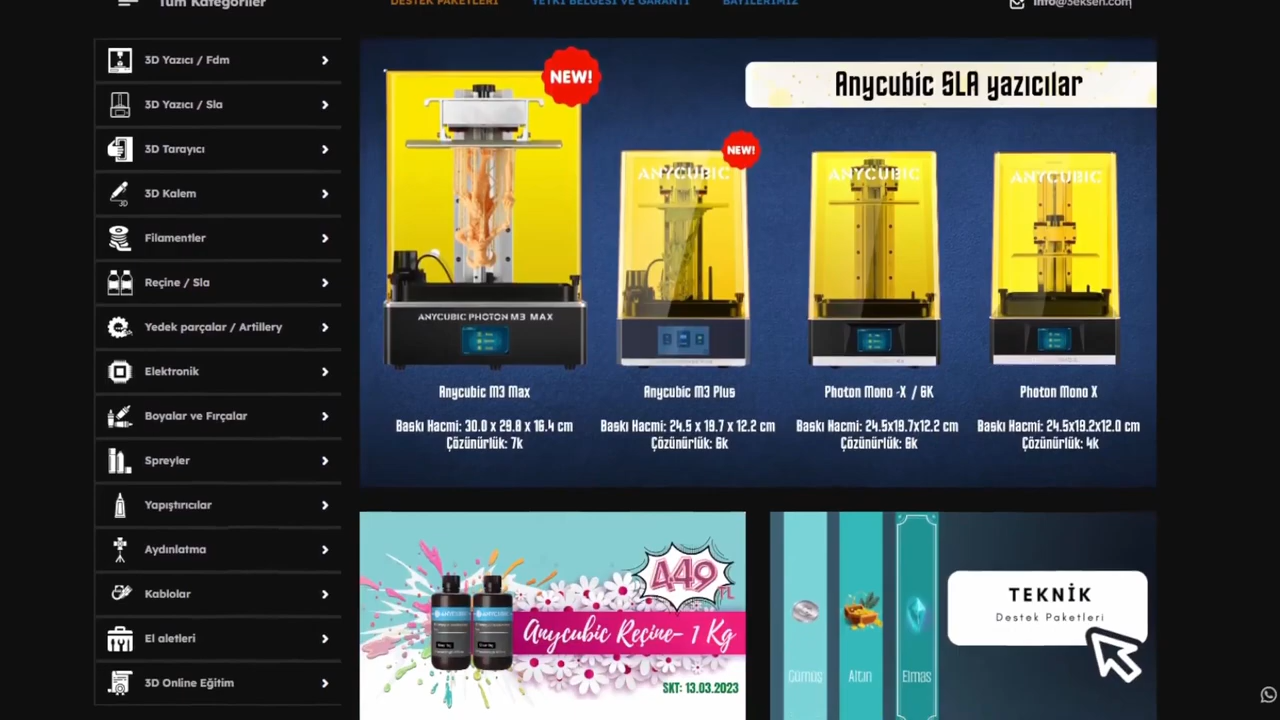 Tüm Kategoriler
DESTEK PAKETLERİ
YETKİ BELGESİ VE GARANTİ
BAYİLERİMİZ
info@3eksen.com
3D Yazıcı / Fdm
3D Yazıcı / Sla
3D Tarayıcı
3D Kalem
Filamentler
Reçine / Sla
Yedek parçalar / Artillery
Elektronik
Boyalar ve Fırçalar
Spreyler
Yapıştırıcılar
Aydınlatma
Kablolar
El aletleri
3D Online Eğitim
Anycubic SLA yazıcılar
NEW!
NEW!
ANYCUBIC
ANYCUBIC
ANYCUBIC
ANYCUBIC PHOTON M3 MAX
Anycubic M3 Max
Baskı Hacmi: 30.0 x 29.8 x 16.4 cm
Çözünürlük: 7k
Anycubic M3 Plus
Baskı Hacmi: 24.5 x 19.7 x 12.2 cm
Çözünürlük: 6k
Photon Mono -X / 6K
Baskı Hacmi: 24.5x19.7x12.2 cm
Çözünürlük: 6k
Photon Mono X
Baskı Hacmi: 24.5x19.2x12.0 cm
Çözünürlük: 4k
449 TL
Anycubic Reçine- 1 Kg
SKT: 13.03.2023
Gümüş
Altın
Elmas
TEKNİK
Destek Paketleri